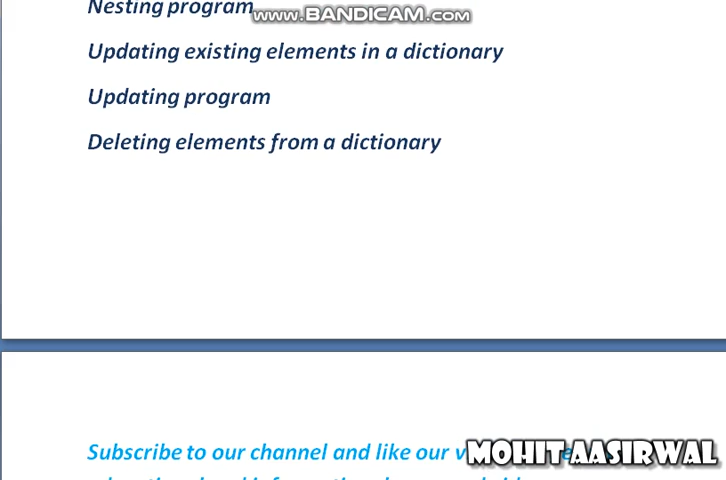 Nesting program
www.BANDICAM.com
Updating existing elements in a dictionary
Updating program
Deleting elements from a dictionary
Subscribe to our channel and like our
MOHIT AASIRWAL